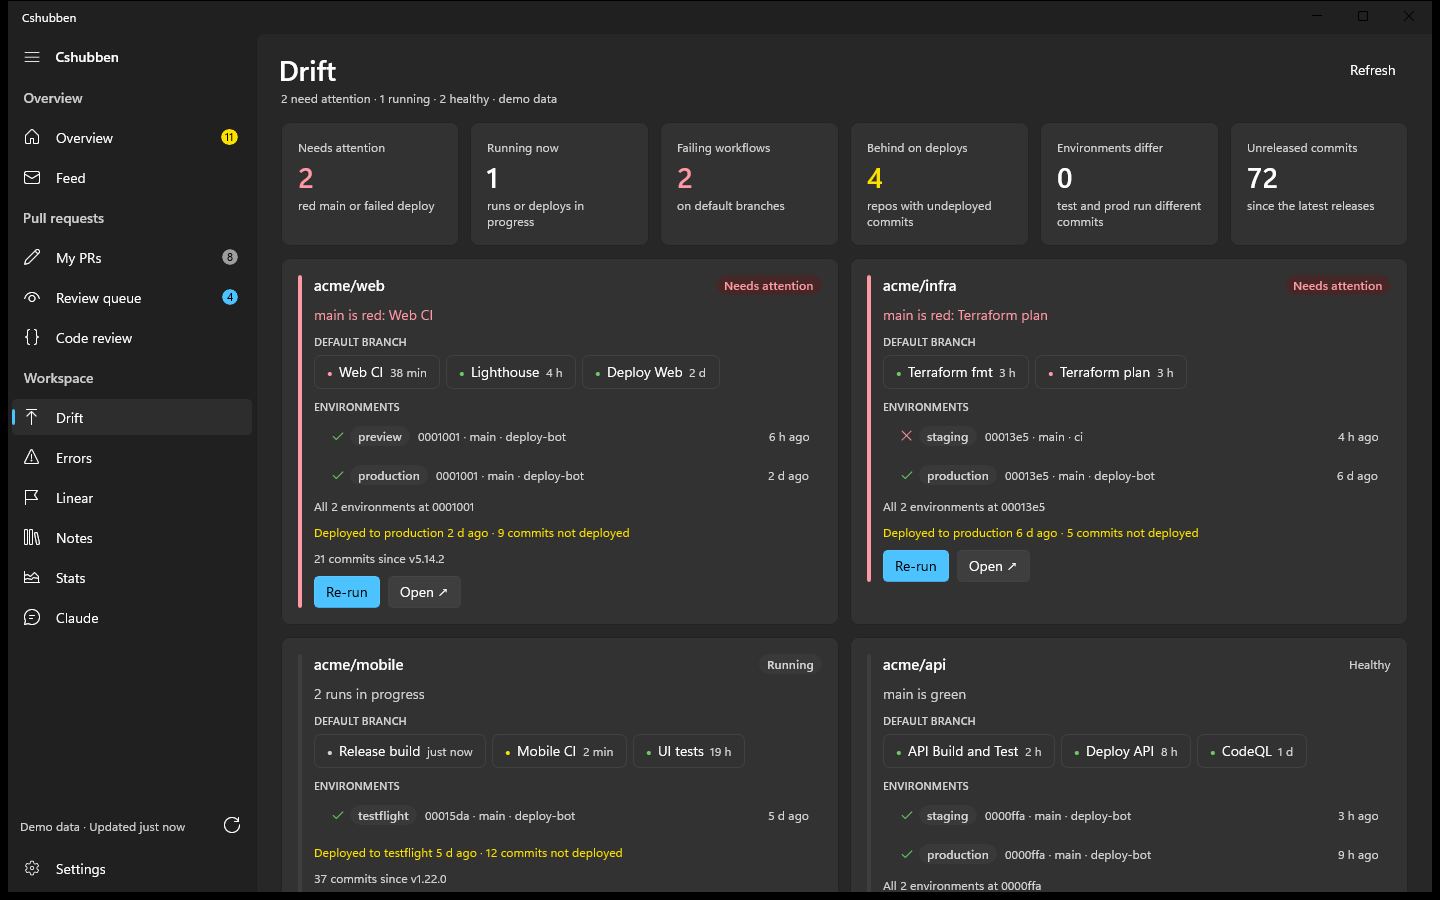 Cshubben
Cshubben
Overview
Overview 11
Feed
Pull requests
My PRs 8
Review queue 4
Code review
Workspace
Drift
Errors
Linear
Notes
Stats
Claude
Demo data · Updated just now
Settings
Drift
Refresh
2 need attention · 1 running · 2 healthy · demo data
Needs attention
2
red main or failed deploy
Running now
1
runs or deploys in
progress
Failing workflows
2
on default branches
Behind on deploys
4
repos with undeployed
commits
Environments differ
0
test and prod run different
commits
Unreleased commits
72
since the latest releases
acme/web Needs attention
main is red: Web CI
DEFAULT BRANCH
Web CI 38 min Lighthouse 4 h Deploy Web 2 d
ENVIRONMENTS
preview 0001001 · main · deploy-bot 6 h ago
production 0001001 · main · deploy-bot 2 d ago
All 2 environments at 0001001
Deployed to production 2 d ago · 9 commits not deployed
21 commits since v5.14.2
Re-run Open ↗
acme/infra Needs attention
main is red: Terraform plan
DEFAULT BRANCH
Terraform fmt 3 h Terraform plan 3 h
ENVIRONMENTS
staging 00013e5 · main · ci 4 h ago
production 00013e5 · main · deploy-bot 6 d ago
All 2 environments at 00013e5
Deployed to production 6 d ago · 5 commits not deployed
Re-run Open ↗
acme/mobile Running
2 runs in progress
DEFAULT BRANCH
Release build just now Mobile CI 2 min UI tests 19 h
ENVIRONMENTS
testflight 00015da · main · deploy-bot 5 d ago
Deployed to testflight 5 d ago · 12 commits not deployed
37 commits since v1.22.0
acme/api Healthy
main is green
DEFAULT BRANCH
API Build and Test 2 h Deploy API 8 h CodeQL 1 d
ENVIRONMENTS
staging 0000ffa · main · deploy-bot 3 h ago
production 0000ffa · main · deploy-bot 9 h ago
All 2 environments at 0000ffa